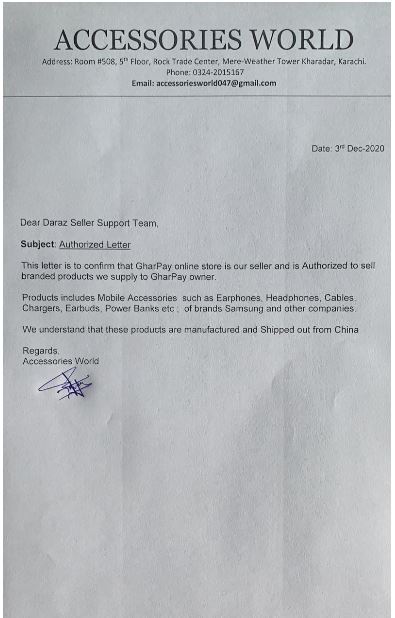 ACCESSORIES WORLD
Address: Room #508, 5th Floor, Rock Trade Center, Mere-Weather Tower Kharadar, Karachi.
Phone: 0324-2015167
Email: accessoriesworld047@gmail.com
Date: 3rd Dec-2020
Dear Daraz Seller Support Team,
Subject: Authorized Letter
This letter is to confirm that GharPay online store is our seller and is Authorized to sell
branded products we supply to GharPay owner.
Products includes Mobile Accessories such as Earphones, Headphones, Cables,
Chargers, Earbuds, Power Banks etc ; of brands Samsung and other companies.
We understand that these products are manufactured and Shipped out from China
Regards,
Accessories World